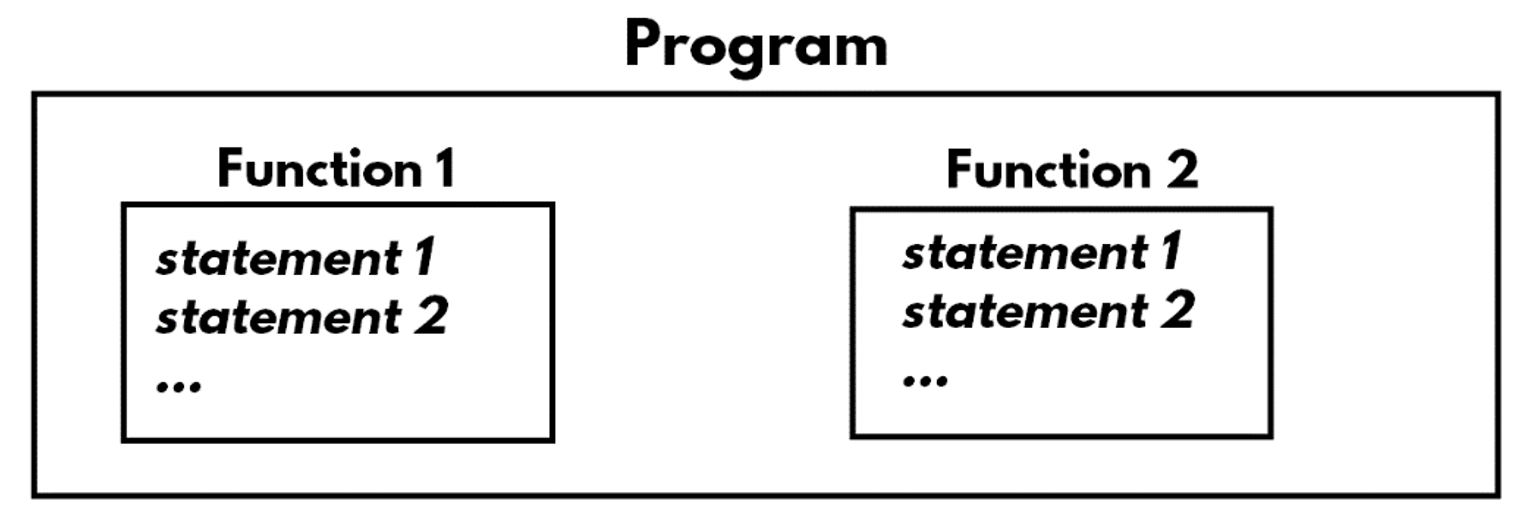 Program
Function 1
statement 1
statement 2
...
Function 2
statement 1
statement 2
...